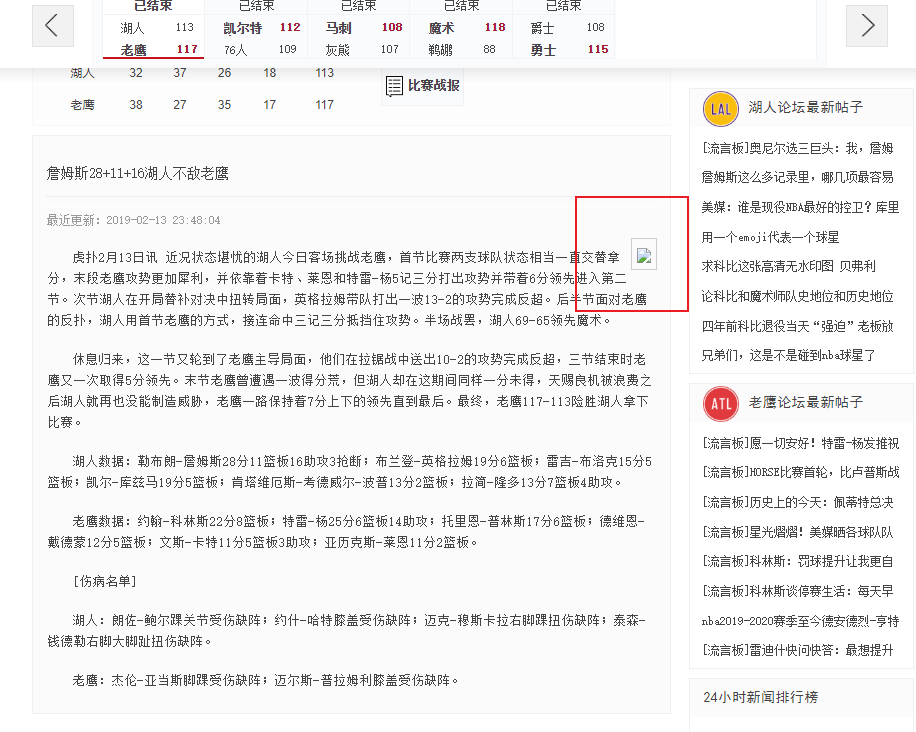 已结束 已结束 已结束 已结束 已结束
湖人 113 凯尔特 112 马刺 108 魔术 118 爵士 108
老鹰 117 76人 109 灰熊 107 鹈鹕 88 勇士 115
湖人 32 37 26 18 113
老鹰 38 27 35 17 117
比赛战报
詹姆斯28+11+16湖人不敌老鹰
最近更新：2019-02-13 23:48:04
虎扑2月13日讯 近况状态堪忧的湖人今日客场挑战老鹰，首节比赛两支球队状态相当一直交替拿
分，末段老鹰攻势更加犀利，并依靠着卡特、莱恩和特雷-杨5记三分打出攻势并带着6分领先进入第二
节。次节湖人在开局替补对决中扭转局面，英格拉姆带队打出一波13-2的攻势完成反超。后半节面对老鹰
的反扑，湖人用首节老鹰的方式，接连命中三记三分抵挡住攻势。半场战罢，湖人69-65领先魔术。
休息归来，这一节又轮到了老鹰主导局面，他们在拉锯战中送出10-2的攻势完成反超，三节结束时老
鹰又一次取得5分领先。末节老鹰曾遭遇一波得分荒，但湖人却在这期间同样一分未得，天赐良机被浪费之
后湖人就再也没能制造威胁，老鹰一路保持着7分上下的领先直到最后。最终，老鹰117-113险胜湖人拿下
比赛。
湖人数据：勒布朗-詹姆斯28分11篮板16助攻3抢断；布兰登-英格拉姆19分6篮板；雷吉-布洛克15分5
篮板；凯尔-库兹马19分5篮板；肯塔维厄斯-考德威尔-波普13分2篮板；拉简-隆多13分7篮板4助攻。
老鹰数据：约翰-科林斯22分8篮板；特雷-杨25分6篮板14助攻；托里恩-普林斯17分6篮板；德维恩-
戴德蒙12分5篮板；文斯-卡特11分5篮板3助攻；亚历克斯-莱恩11分2篮板。
[伤病名单]
湖人：朗佐-鲍尔踝关节受伤缺阵；约什-哈特膝盖受伤缺阵；迈克-穆斯卡拉右脚踝扭伤缺阵；泰森-
钱德勒右脚大脚趾扭伤缺阵。
老鹰：杰伦-亚当斯脚踝受伤缺阵；迈尔斯-普拉姆利膝盖受伤缺阵。
LAL 湖人论坛最新帖子
[流言板]奥尼尔选三巨头：我，詹姆
詹姆斯这么多记录里，哪几项最容易
美媒：谁是现役NBA最好的控卫？库里
用一个emoji代表一个球星
求科比这张高清无水印图 贝弗利
论科比和魔术师队史地位和历史地位
四年前科比退役当天“强迫”老板放
兄弟们，这是不是碰到nba球星了
ATL 老鹰论坛最新帖子
[流言板]愿一切安好！特雷-杨发推祝
[流言板]HORSE比赛首轮，比卢普斯战
[流言板]历史上的今天：佩蒂特总决
[流言板]星光熠熠！美媒晒各球队队
[流言板]科林斯：罚球提升让我更自
[流言板]科林斯谈停赛生活：每天早
nba2019-2020赛季至今德安德烈-亨特
[流言板]雷迪什快问快答：最想提升
24小时新闻排行榜